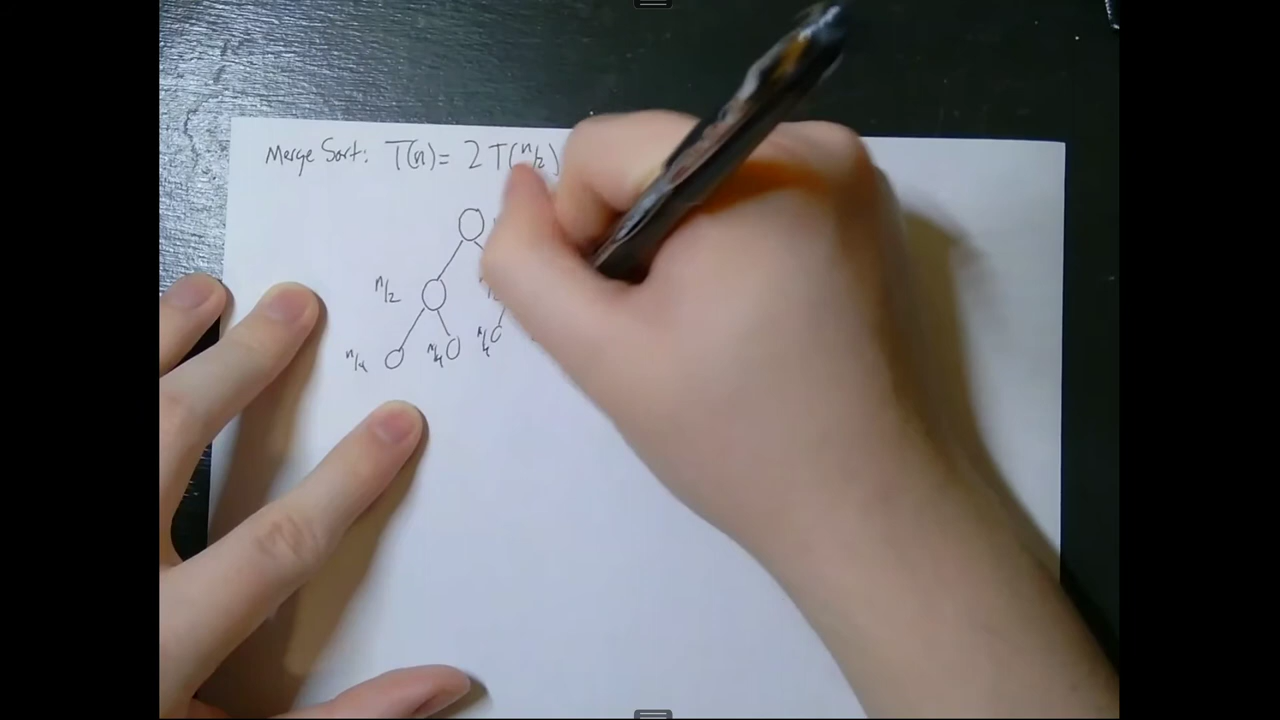 Merge Sort: T(n) = 2T(n/2)
n/2
n/4 n/4 n/4